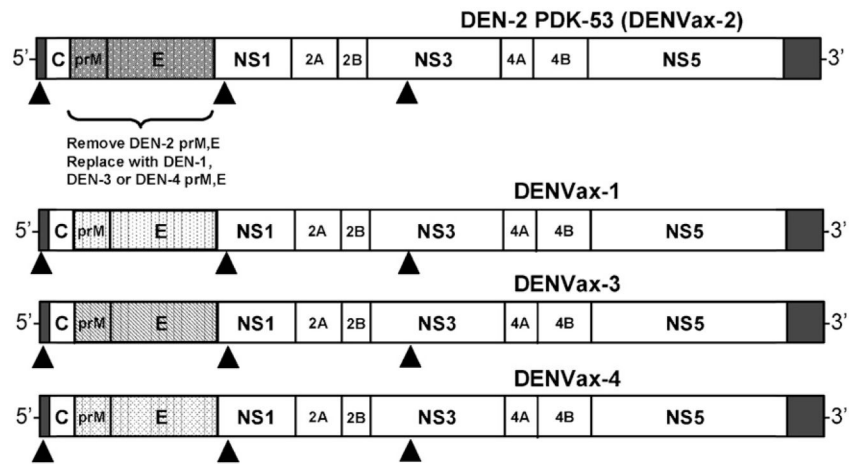 DEN-2 PDK-53 (DENVax-2)
5’ C prM E NS1 2A 2B NS3 4A 4B NS5 3’
Remove DEN-2 prM,E
Replace with DEN-1,
DEN-3 or DEN-4 prM,E
DENVax-1
5’ C prM E NS1 2A 2B NS3 4A 4B NS5 3’
DENVax-3
5’ C prM E NS1 2A 2B NS3 4A 4B NS5 3’
DENVax-4
5’ C prM E NS1 2A 2B NS3 4A 4B NS5 3’